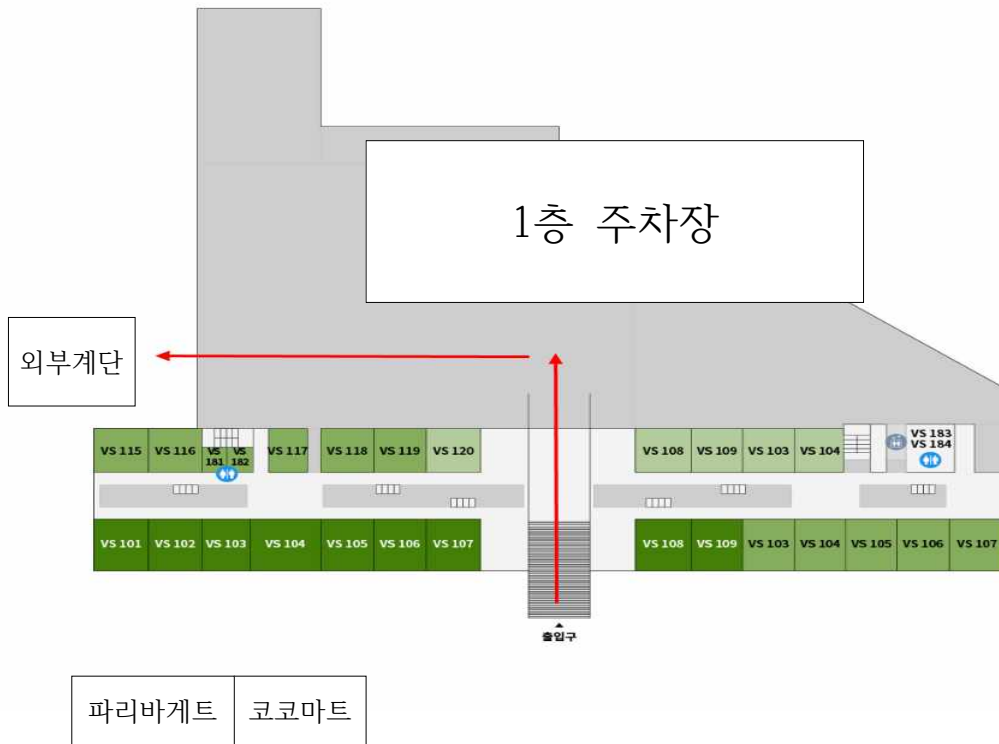 1층 주차장
외부계단
VS 115
VS 116
VS
181
VS
182
VS 117
VS 118
VS 119
VS 120
VS 108
VS 109
VS 103
VS 104
VS 183
VS 184
VS 101
VS 102
VS 103
VS 104
VS 105
VS 106
VS 107
VS 108
VS 109
VS 103
VS 104
VS 105
VS 106
VS 107
출입구
파리바게트
코코마트